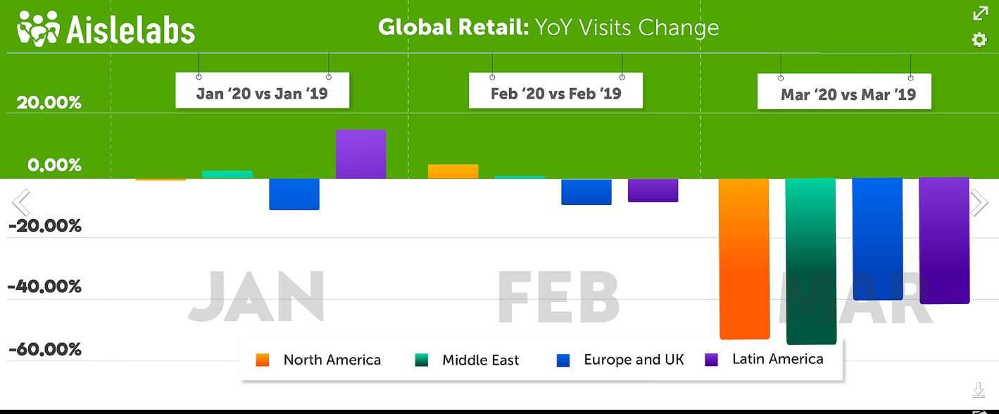 Aislelabs
Global Retail: YoY Visits Change
Jan ‘20 vs Jan ’19
Feb ‘20 vs Feb ’19
Mar ‘20 vs Mar ’19
20.00%
0.00%
-20.00%
-40.00%
-60.00%
JAN
FEB
MAR
North America
Middle East
Europe and UK
Latin America